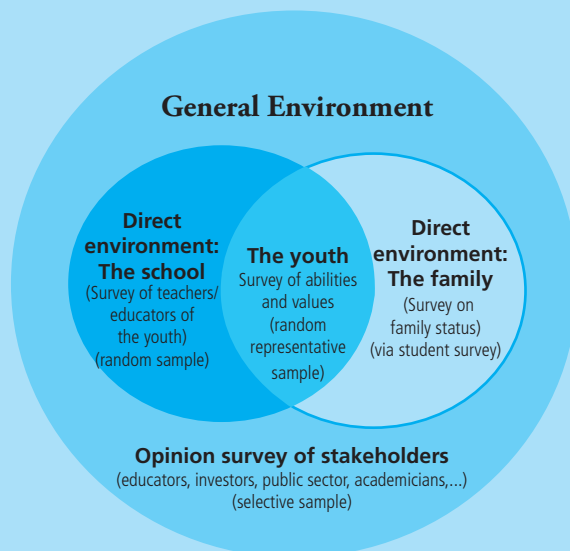 General Environment
Direct
environment:
The school
(Survey of teachers/
educators of
the youth)
(random sample)
The youth
Survey of abilities
and values
(random
representative
sample)
Direct
environment:
The family
(Survey on
family status)
(via student survey)
Opinion survey of stakeholders
(educators, investors, public sector, academicians,...)
(selective sample)